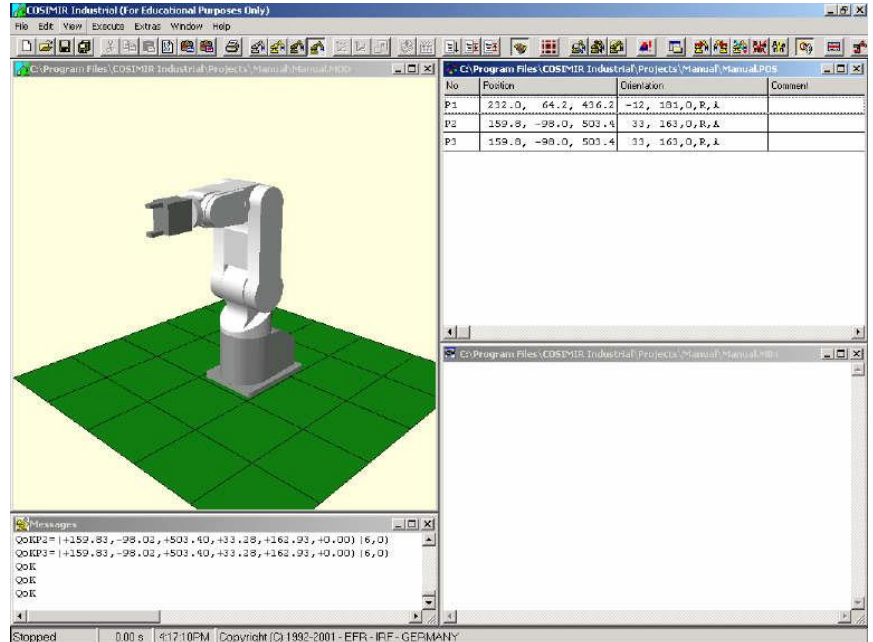 COSIMIR Industrial (For Educational Purposes Only)
File Edit View Execute Extras Window Help
C:\Program Files\COSIMIR Industrial\Projects\Manual\Manual.MOD
C:\Program Files\COSIMIR Industrial\Projects\Manual\Manual.POS
No Position Orientation Comment
P1 232.0, 64.2, 436.2 -12, 181,0,R,A
P2 159.8, -98.0, 503.4 33, 163,0,R,A
P3 159.8, -98.0, 503.4 33, 163,0,R,A
C:\Program Files\COSIMIR Industrial\Projects\Manual\
Messages
QoKP2=(+159.83,-98.02,+503.40,+33.28,+162.93,+0.00)(6,0)
QoKP3=(+159.83,-98.02,+503.40,+33.28,+162.93,+0.00)(6,0)
QoK
QoK
QoK
Stopped 0.00 s 4:17:10PM Copyright (C) 1992-2001 - EFR - IRF - GERMANY